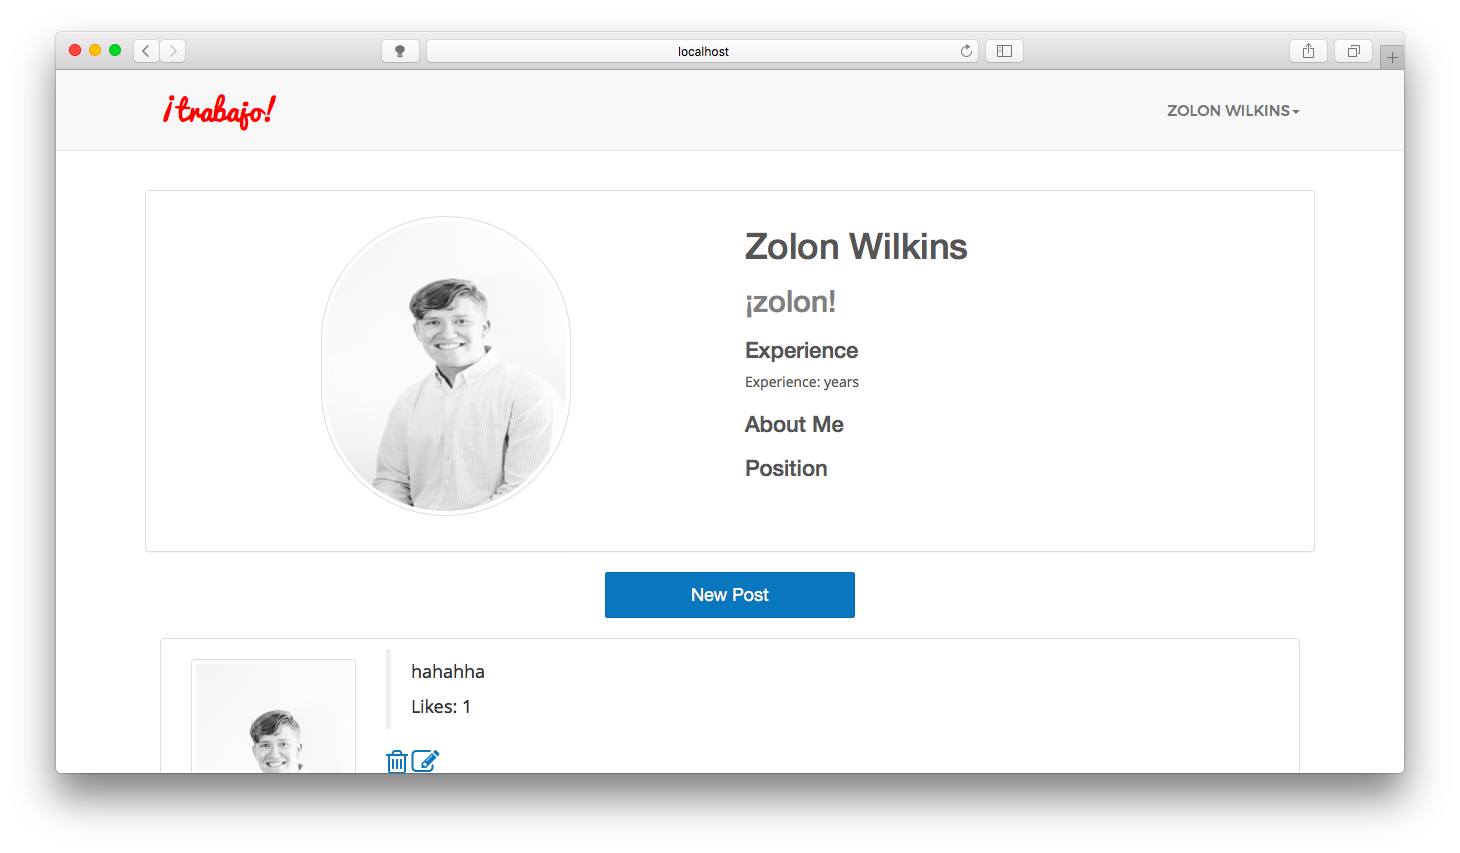 localhost
¡trabajo!
ZOLON WILKINS
Zolon Wilkins
¡zolon!
Experience
Experience: years
About Me
Position
New Post
hahahha
Likes: 1